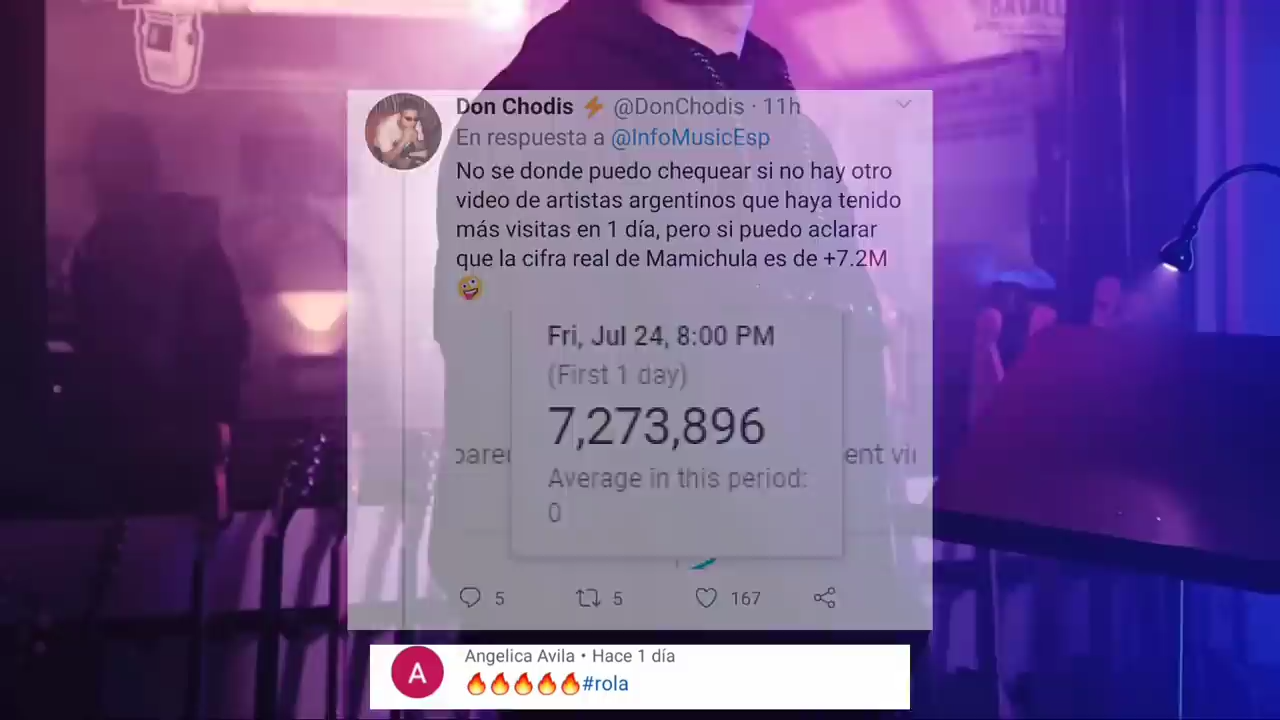 Don Chodis ⚡ @DonChodis · 11h
En respuesta a @InfoMusicEsp
No se donde puedo chequear si no hay otro
video de artistas argentinos que haya tenido
más visitas en 1 día, pero si puedo aclarar
que la cifra real de Mamichula es de +7.2M
🤪
Fri, Jul 24, 8:00 PM
(First 1 day)
7,273,896
Average in this period:
0
5 5 167
A
Angelica Avila • Hace 1 día
🔥🔥🔥🔥🔥#rola